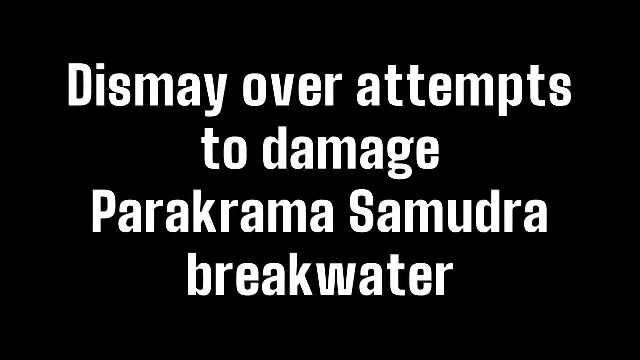 Dismay over attempts
to damage
Parakrama Samudra
breakwater